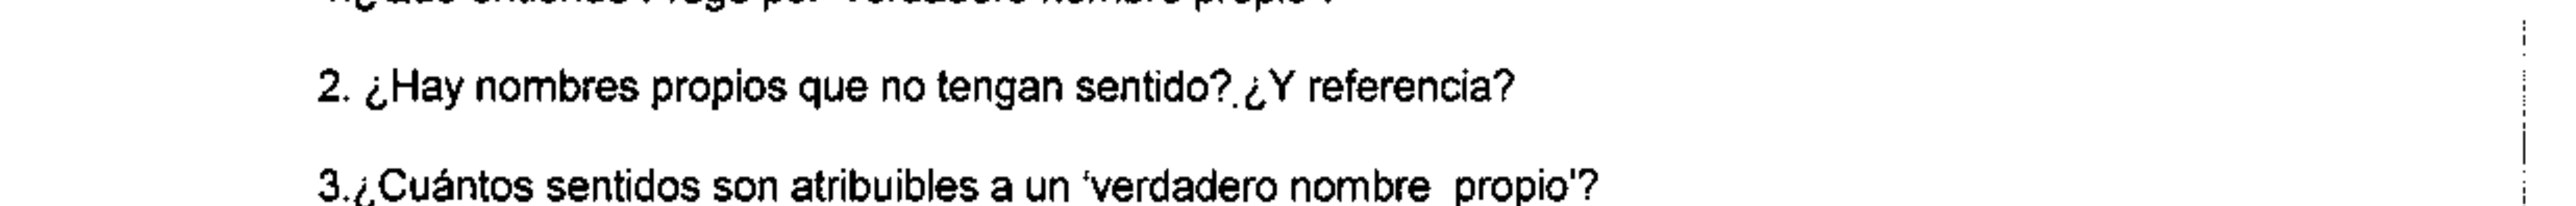 2. ¿Hay nombres propios que no tengan sentido? ¿Y referencia?
3.¿Cuántos sentidos son atribuibles a un ‘verdadero nombre propio'?